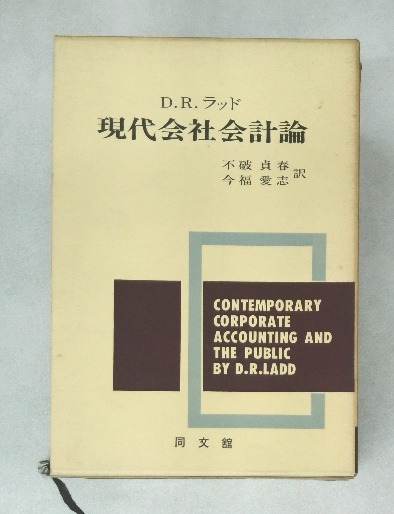 D.R.ラッド
現代会社会計論
不破貞春
今福愛志
訳
CONTEMPORARY
CORPORATE
ACCOUNTING AND
THE PUBLIC
BY D.R.LADD
同文舘